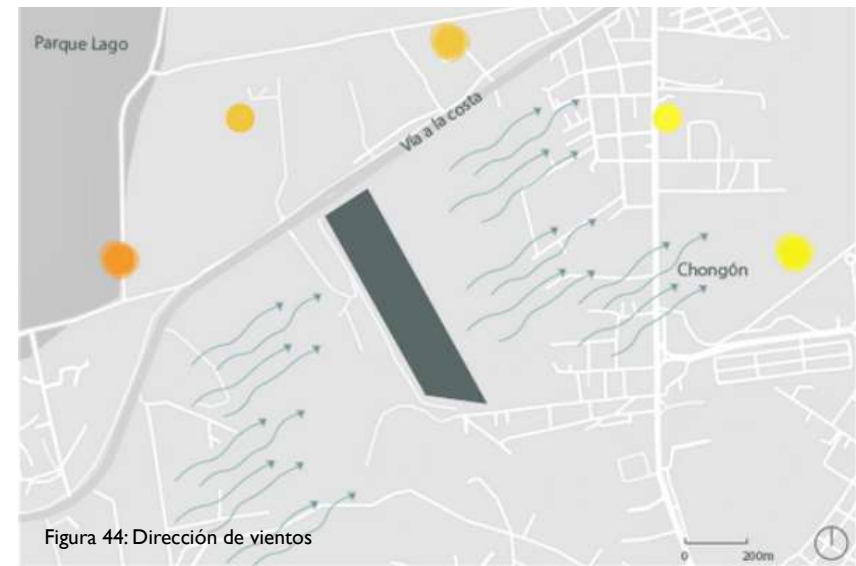 Parque Lago
Vía a la costa
Chongón
Figura 44: Dirección de vientos
0 200m